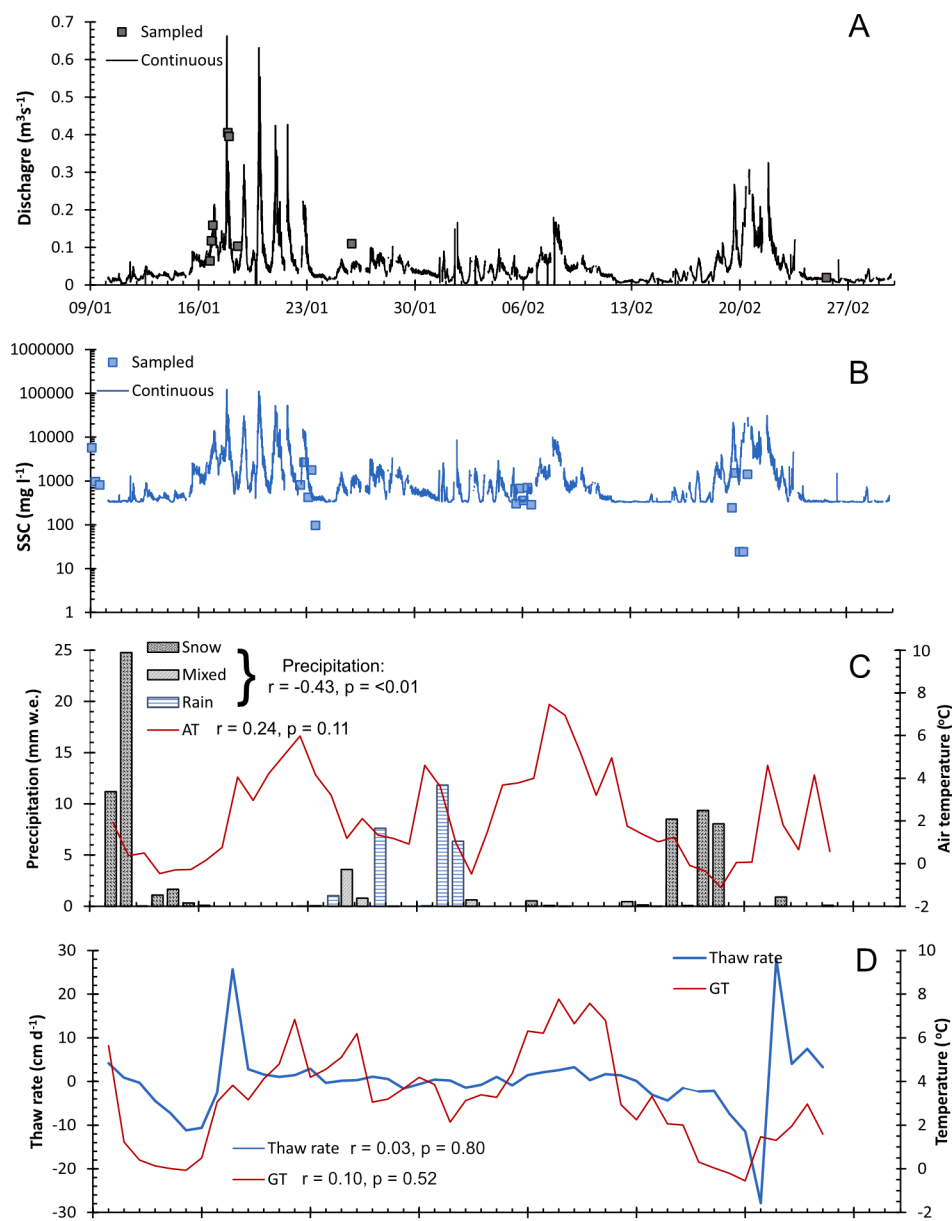 A
Sampled
Continuous
Dischagre (m³s⁻¹)
0.7
0.6
0.5
0.4
0.3
0.2
0.1
0
09/01 16/01 23/01 30/01 06/02 13/02 20/02 27/02
B
Sampled
Continuous
SSC (mg l⁻¹)
1000000
100000
10000
1000
100
10
1
C
Snow
Mixed
Rain
Precipitation:
r = -0.43, p = <0.01
AT r = 0.24, p = 0.11
Precipitation (mm w.e.)
25
20
15
10
5
0
10
8
6
4
2
0
-2
Air temperature (ºC)
D
Thaw rate
GT
Thaw rate (cm d⁻¹)
30
20
10
0
-10
-20
-30
Thaw rate r = 0.03, p = 0.80
GT r = 0.10, p = 0.52
10
8
6
4
2
0
-2
Temperature (°C)